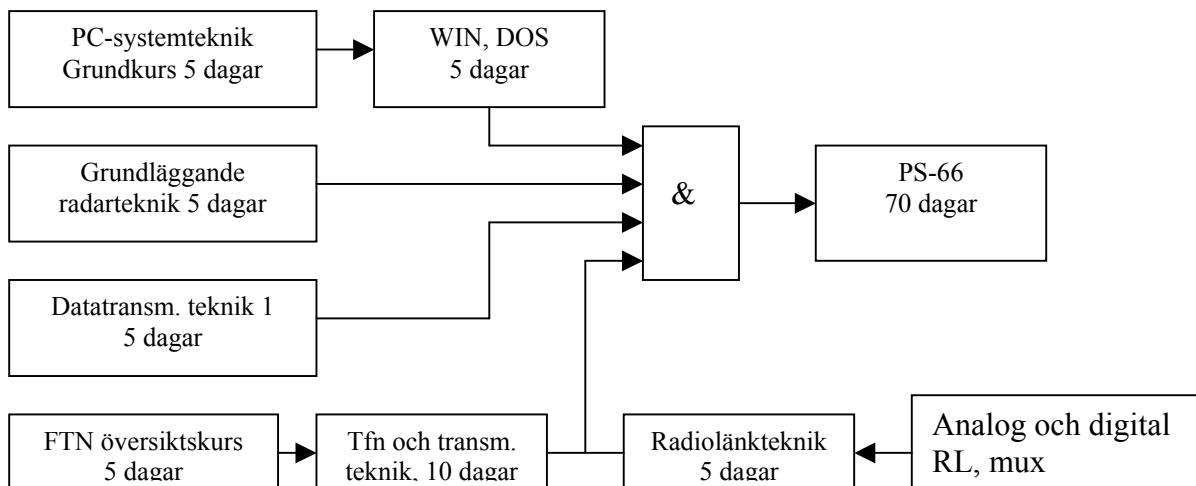 PC-systemteknik
Grundkurs 5 dagar
WIN, DOS
5 dagar
Grundläggande
radarteknik 5 dagar
&
PS-66
70 dagar
Datatransm. teknik 1
5 dagar
FTN översiktskurs
5 dagar
Tfn och transm.
teknik, 10 dagar
Radiolänkteknik
5 dagar
Analog och digital
RL, mux